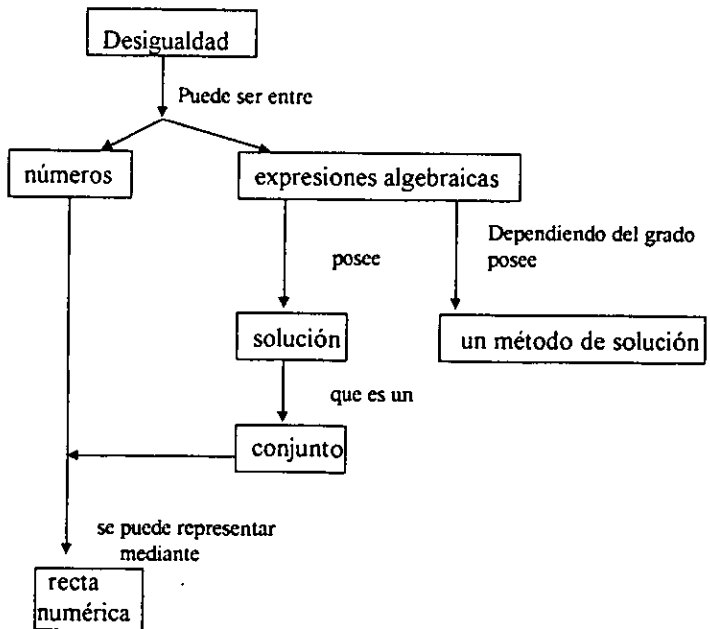 Desigualdad
Puede ser entre
números
expresiones algebraicas
posee
Dependiendo del grado
posee
solución
un método de solución
que es un
conjunto
se puede representar
mediante
recta
numérica